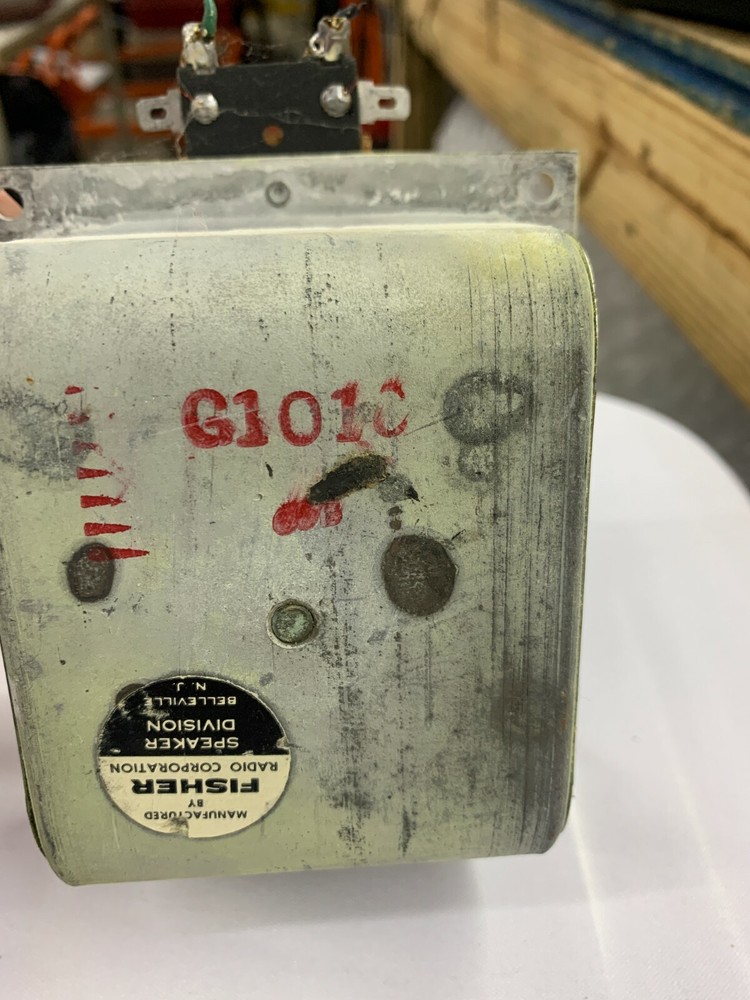 G1010
MANUFACTURED
BY
FISHER
RADIO CORPORATION
SPEAKER
DIVISION
BELLEVILLE
N. J.